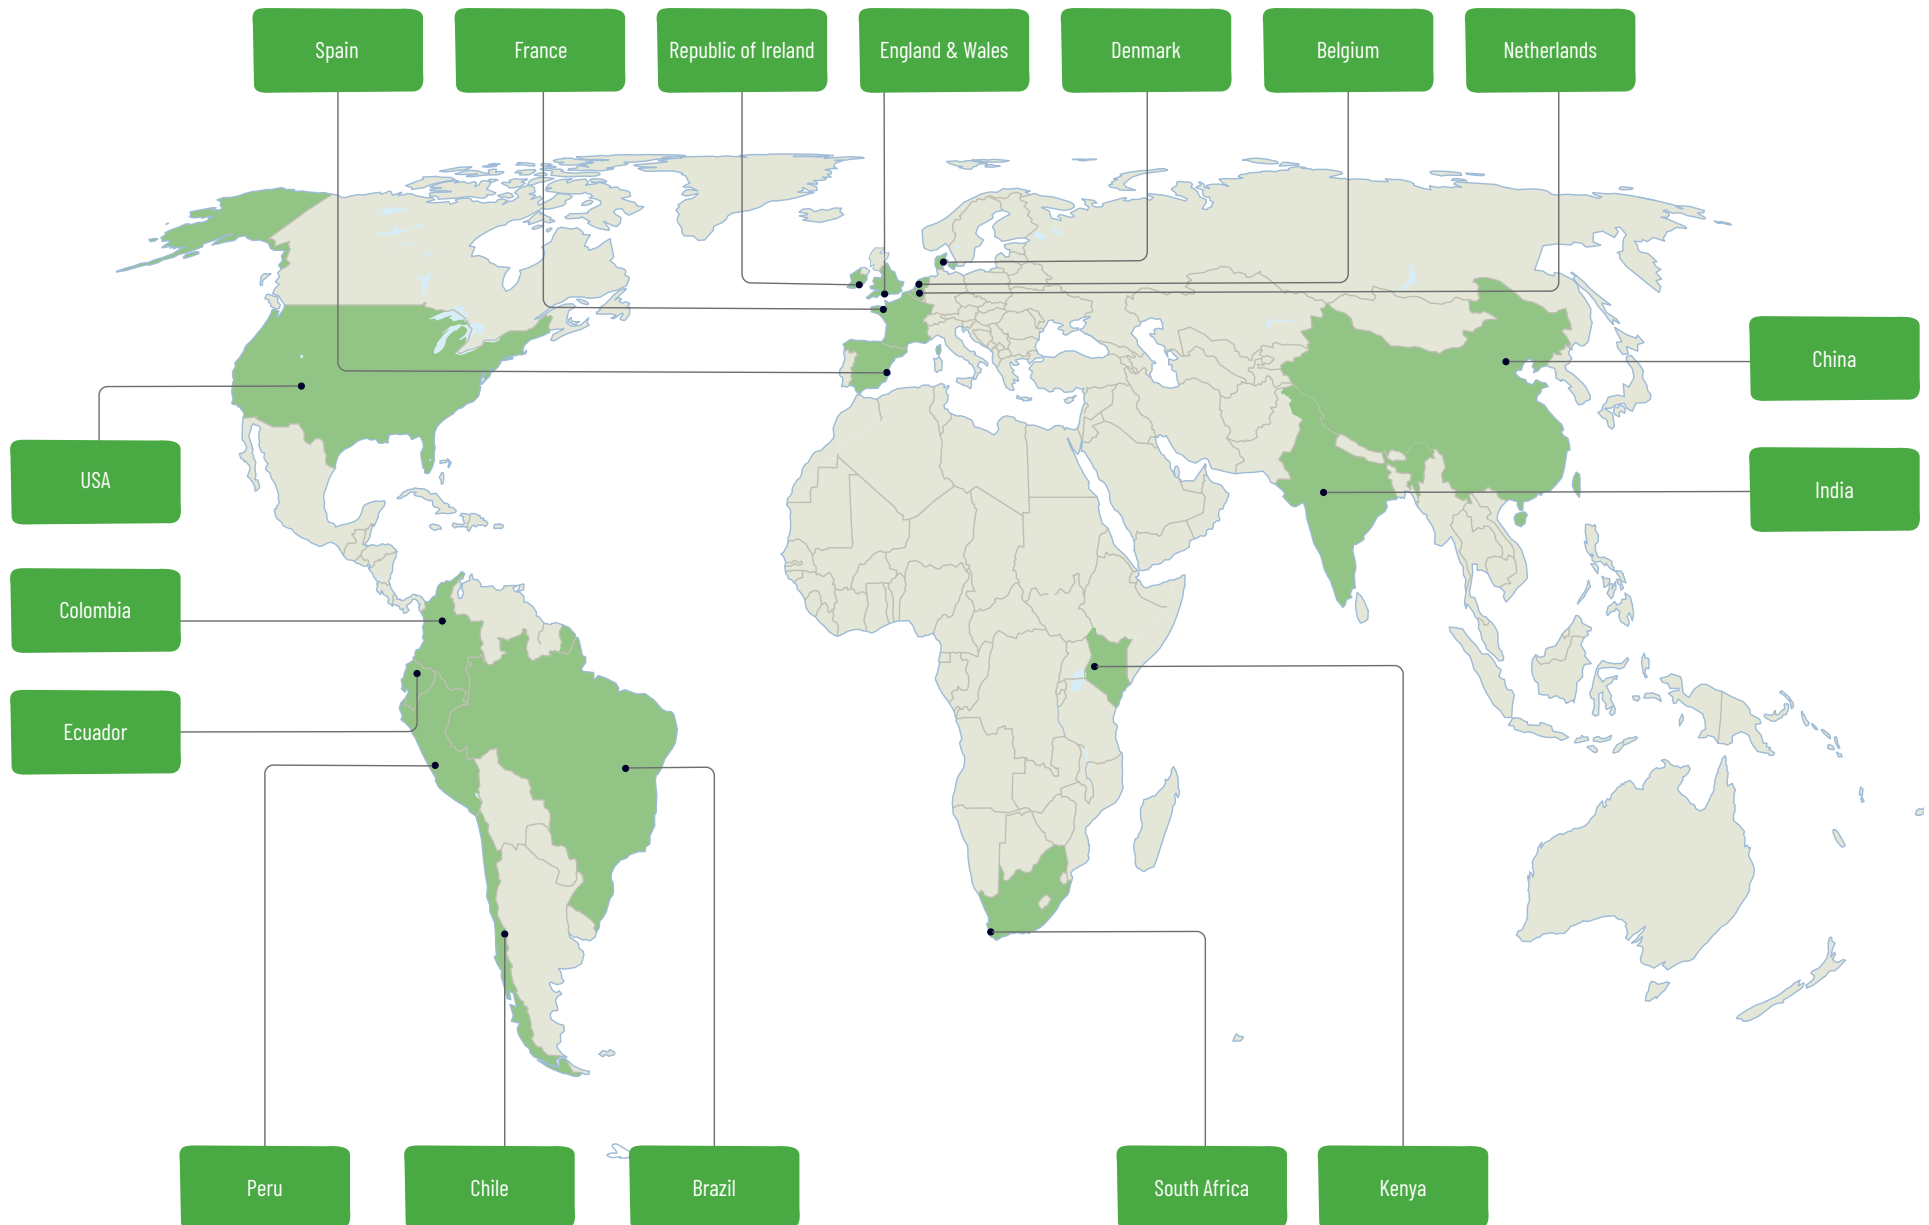 Spain
France
Republic of Ireland
England & Wales
Denmark
Belgium
Netherlands
China
USA
India
Colombia
Ecuador
Peru
Chile
Brazil
South Africa
Kenya